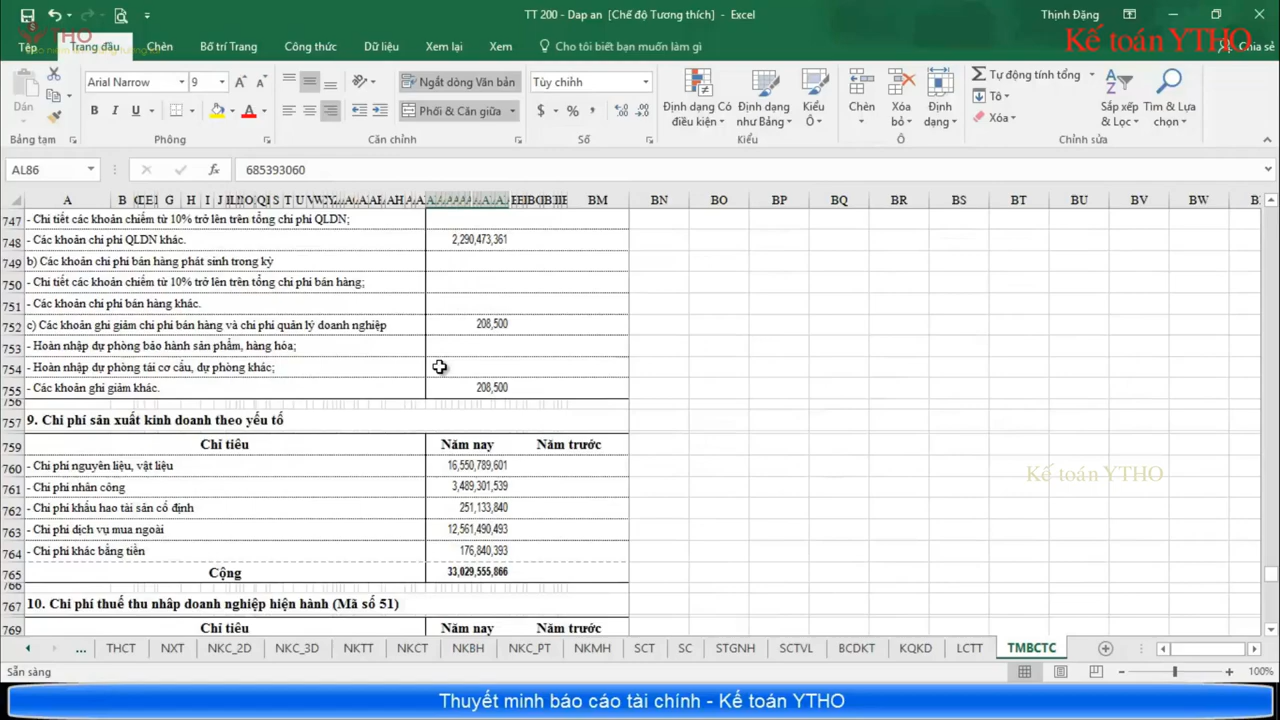 TT 200 - Dap an [Chế độ Tương thích] - Excel
Thịnh Đặng
YTHO
Kế toán YTHO
Tệp Trang đầu Chèn Bố trí Trang Công thức Dữ liệu Xem lại Xem Cho tôi biết bạn muốn làm gì Chia sẻ
Dán
Arial Narrow 9
B I U
Ngắt dòng Văn bản
Phối & Căn giữa
Tùy chỉnh
$ % ,
Định dạng Có điều kiện
Định dạng như Bảng
Kiểu Ô
Chèn
Xóa
Định dạng
Tự động tính tổng
Tô
Xóa
Sắp xếp & Lọc
Tìm & Lựa chọn
Bảng tạm Phông Căn chỉnh Số Kiểu Ô Chỉnh sửa
AL86 fx 685393060
A B G H BM BN BO BP BQ BR BS BT BU BV BW
747 - Chi tiết các khoản chiếm từ 10% trở lên trên tổng chi phí QLDN;
748 - Các khoản chi phí QLDN khác. 2,290,473,361
749 b) Các khoản chi phí bán hàng phát sinh trong kỳ
750 - Chi tiết các khoản chiếm từ 10% trở lên trên tổng chi phí bán hàng;
751 - Các khoản chi phí bán hàng khác.
752 c) Các khoản ghi giảm chi phí bán hàng và chi phí quản lý doanh nghiệp 208,500
753 - Hoàn nhập dự phòng bảo hành sản phẩm, hàng hóa;
754 - Hoàn nhập dự phòng tái cơ cấu, dự phòng khác;
755 - Các khoản ghi giảm khác. 208,500
756
757 9. Chi phí sản xuất kinh doanh theo yếu tố
759 Chỉ tiêu Năm nay Năm trước
760 - Chi phí nguyên liệu, vật liệu 16,550,789,601
761 - Chi phí nhân công 3,489,301,539
762 - Chi phí khấu hao tài sản cố định 251,133,840
763 - Chi phí dịch vụ mua ngoài 12,561,490,493
764 - Chi phí khác bằng tiền 176,840,393
765 Cộng 33,029,555,866
766
767 10. Chi phí thuế thu nhập doanh nghiệp hiện hành (Mã số 51)
769 Chỉ tiêu Năm nay Năm trước
Kế toán YTHO
... THCT NXT NKC_2D NKC_3D NKTT NKCT NKBH NKC_PT NKMH SCT SC STGNH SCTVL BCDKT KQKD LCTT TMBCTC
Sẵn sàng 100%
Thuyết minh báo cáo tài chính - Kế toán YTHO